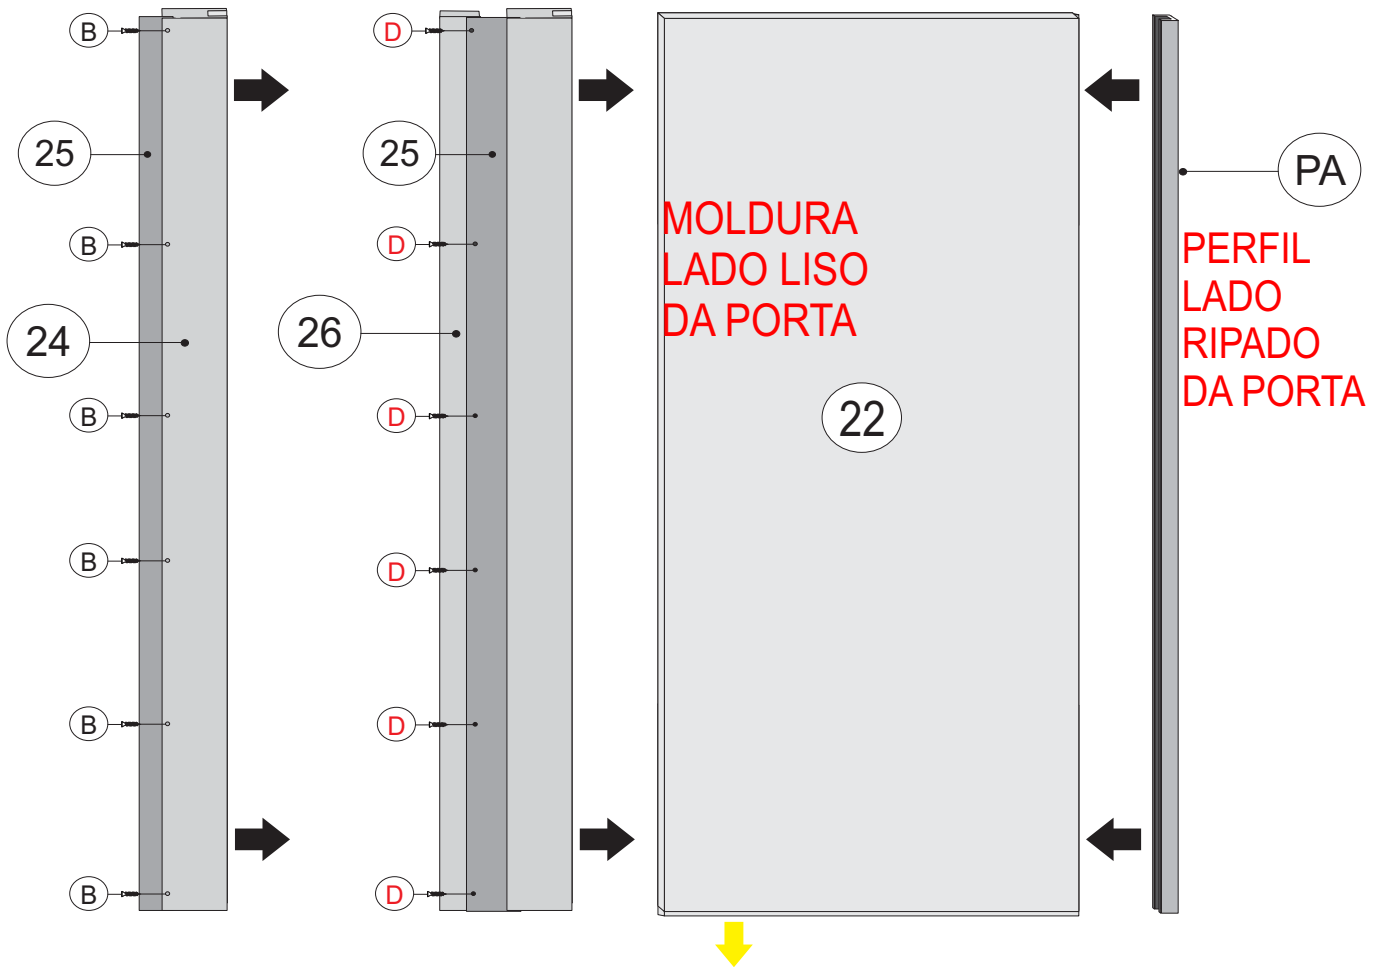 B
D
25
25
PA
MOLDURA
LADO LISO
DA PORTA
B
D
PERFIL
LADO
RIPADO
DA PORTA
24
26
B
D
22
B
D
B
D
B
D